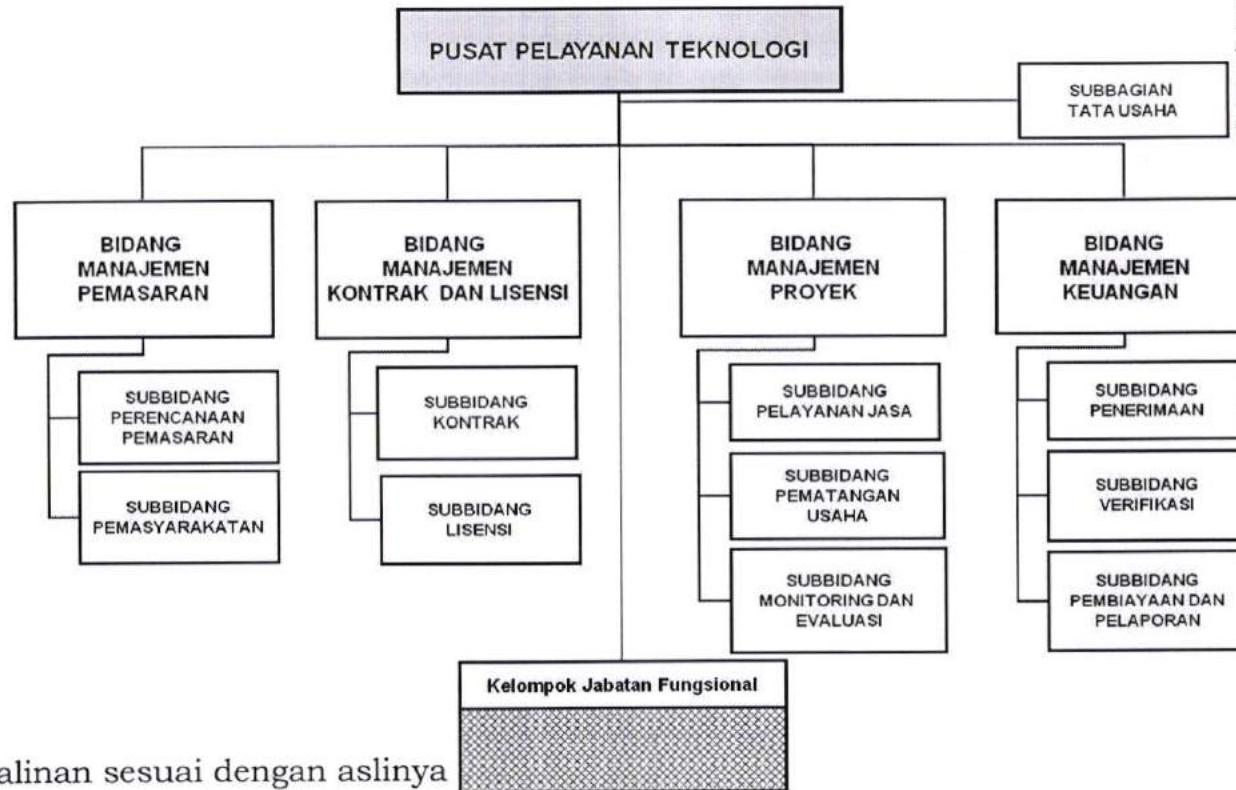 PUSAT PELAYANAN TEKNOLOGI
SUBBAGIAN
TATA USAHA
BIDANG
MANAJEMEN
PEMASARAN
SUBBIDANG
PERENCANAAN
PEMASARAN
SUBBIDANG
PEMASYARAKATAN
BIDANG
MANAJEMEN
KONTRAK DAN LISENSI
SUBBIDANG
KONTRAK
SUBBIDANG
LISENSI
BIDANG
MANAJEMEN
PROYEK
SUBBIDANG
PELAYANAN JASA
SUBBIDANG
PEMATANGAN
USAHA
SUBBIDANG
MONITORING DAN
EVALUASI
BIDANG
MANAJEMEN
KEUANGAN
SUBBIDANG
PENERIMAAN
SUBBIDANG
VERIFIKASI
SUBBIDANG
PEMBIAYAAN DAN
PELAPORAN
Kelompok Jabatan Fungsional
alinan sesuai dengan aslinya